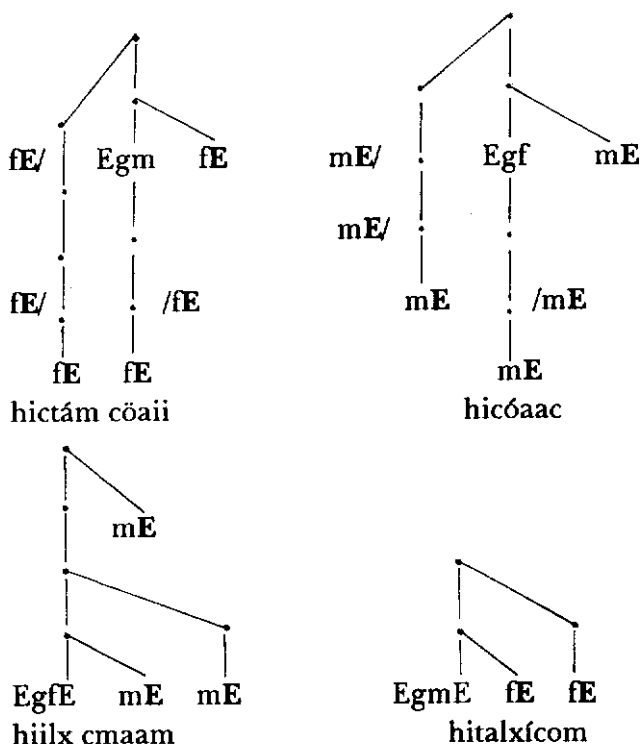 fE/ Egm fE
fE/ /fE
fE fE
hictám cöaii
mE/ Egf mE
mE/
mE /mE
mE
hicóaac
mE
EgfE mE mE
hiilx cmaam
EgmE fE fE
hitalxícom